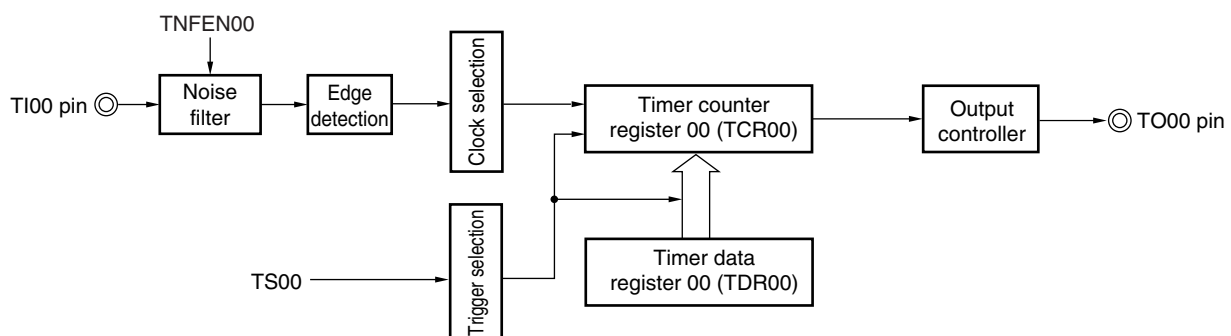 TNFEN00
TI00 pin
Noise
filter
Edge
detection
Clock selection
Timer counter
register 00 (TCR00)
Output
controller
TO00 pin
TS00
Trigger selection
Timer data
register 00 (TDR00)